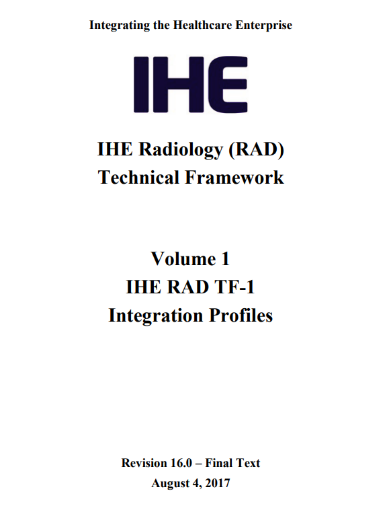 Integrating the Healthcare Enterprise
IHE
IHE Radiology (RAD)
Technical Framework
Volume 1
IHE RAD TF-1
Integration Profiles
Revision 16.0 – Final Text
August 4, 2017